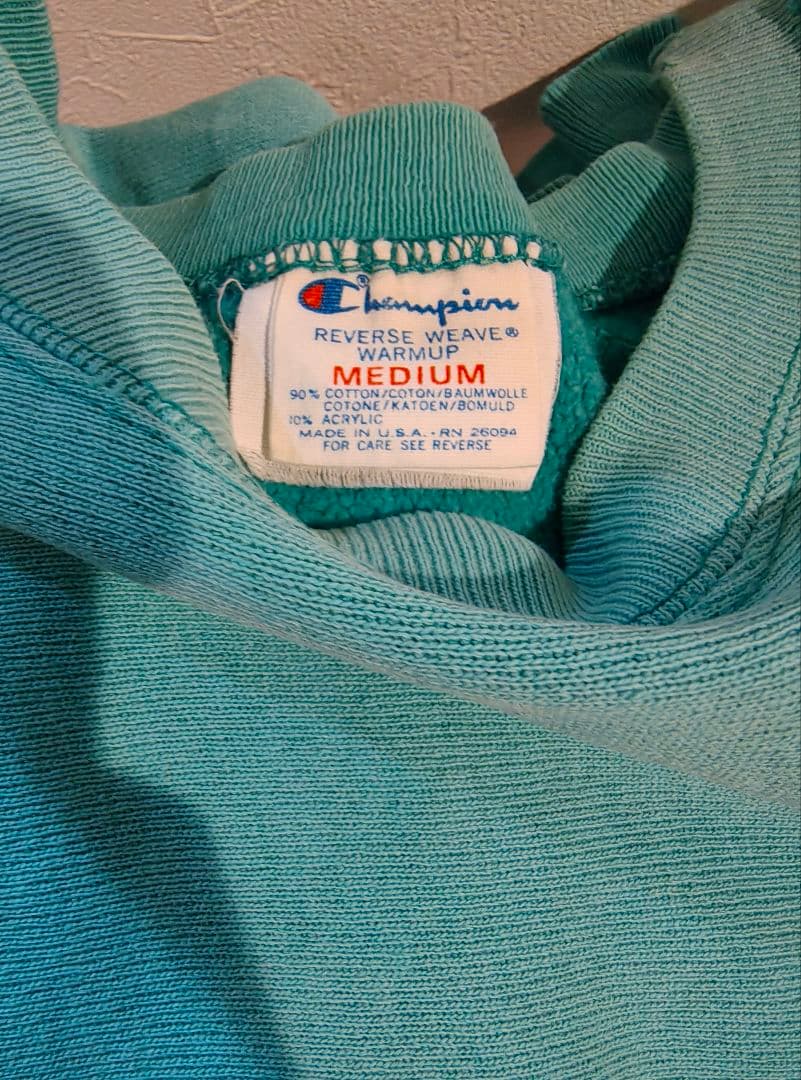 Champion®
REVERSE WEAVE®
WARMUP
MEDIUM
90% COTTON/COTON/BAUMWOLLE
COTONE/KATOEN/BOMULD
10% ACRYLIC
MADE IN U.S.A. - RN 26094
FOR CARE SEE REVERSE